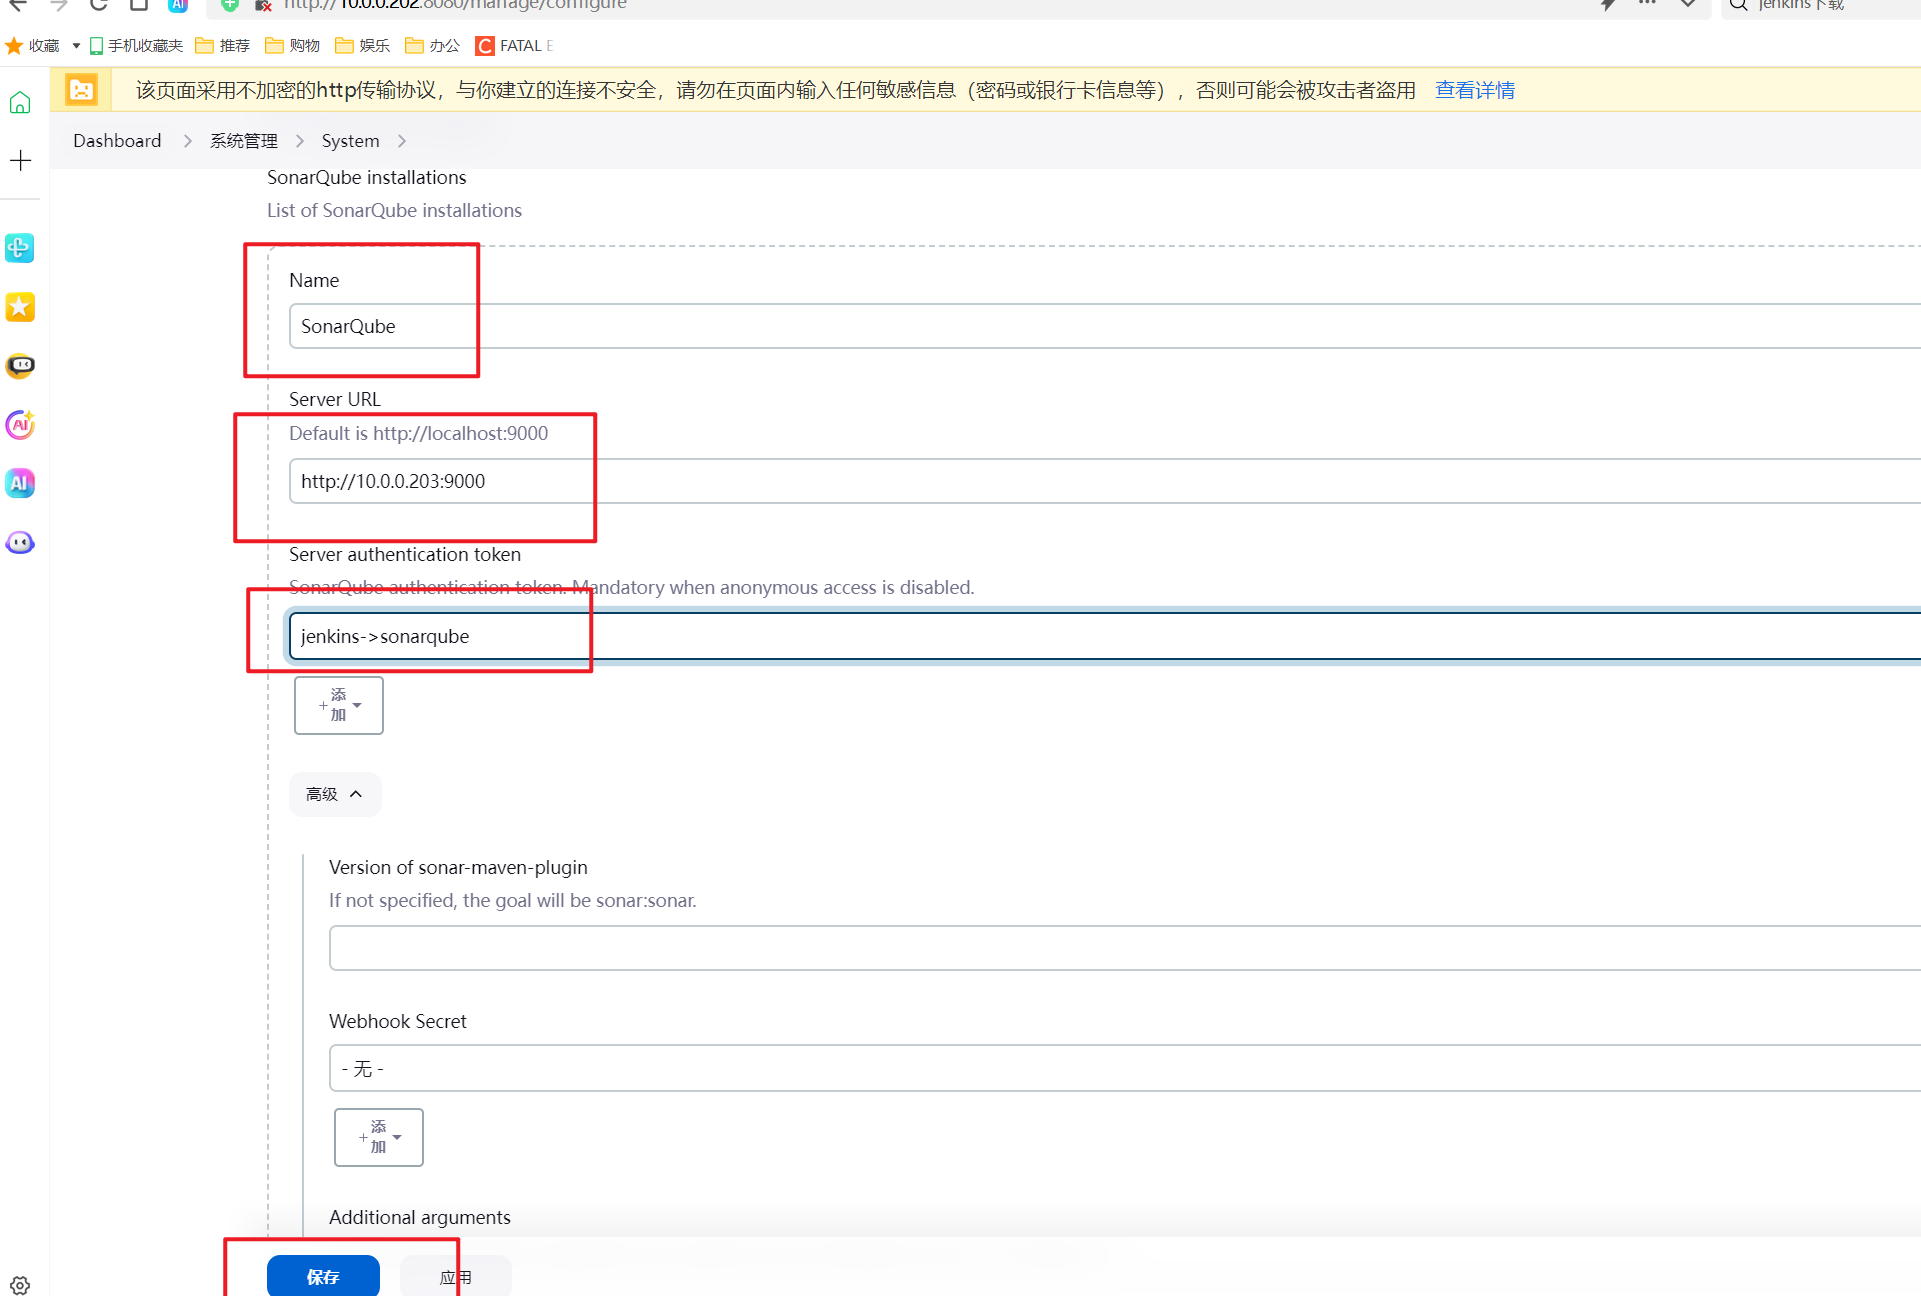 http://10.0.0.202:8080/manage/configure
jenkins下载
收藏 手机收藏夹 推荐 购物 娱乐 办公 FATAL E
该页面采用不加密的http传输协议，与你建立的连接不安全，请勿在页面内输入任何敏感信息（密码或银行卡信息等），否则可能会被攻击者盗用 查看详情
Dashboard 系统管理 System
SonarQube installations
List of SonarQube installations
Name
SonarQube
Server URL
Default is http://localhost:9000
http://10.0.0.203:9000
Server authentication token
SonarQube authentication token. Mandatory when anonymous access is disabled.
jenkins->sonarqube
+添加
高级
Version of sonar-maven-plugin
If not specified, the goal will be sonar:sonar.
Webhook Secret
- 无 -
+添加
Additional arguments
保存 应用